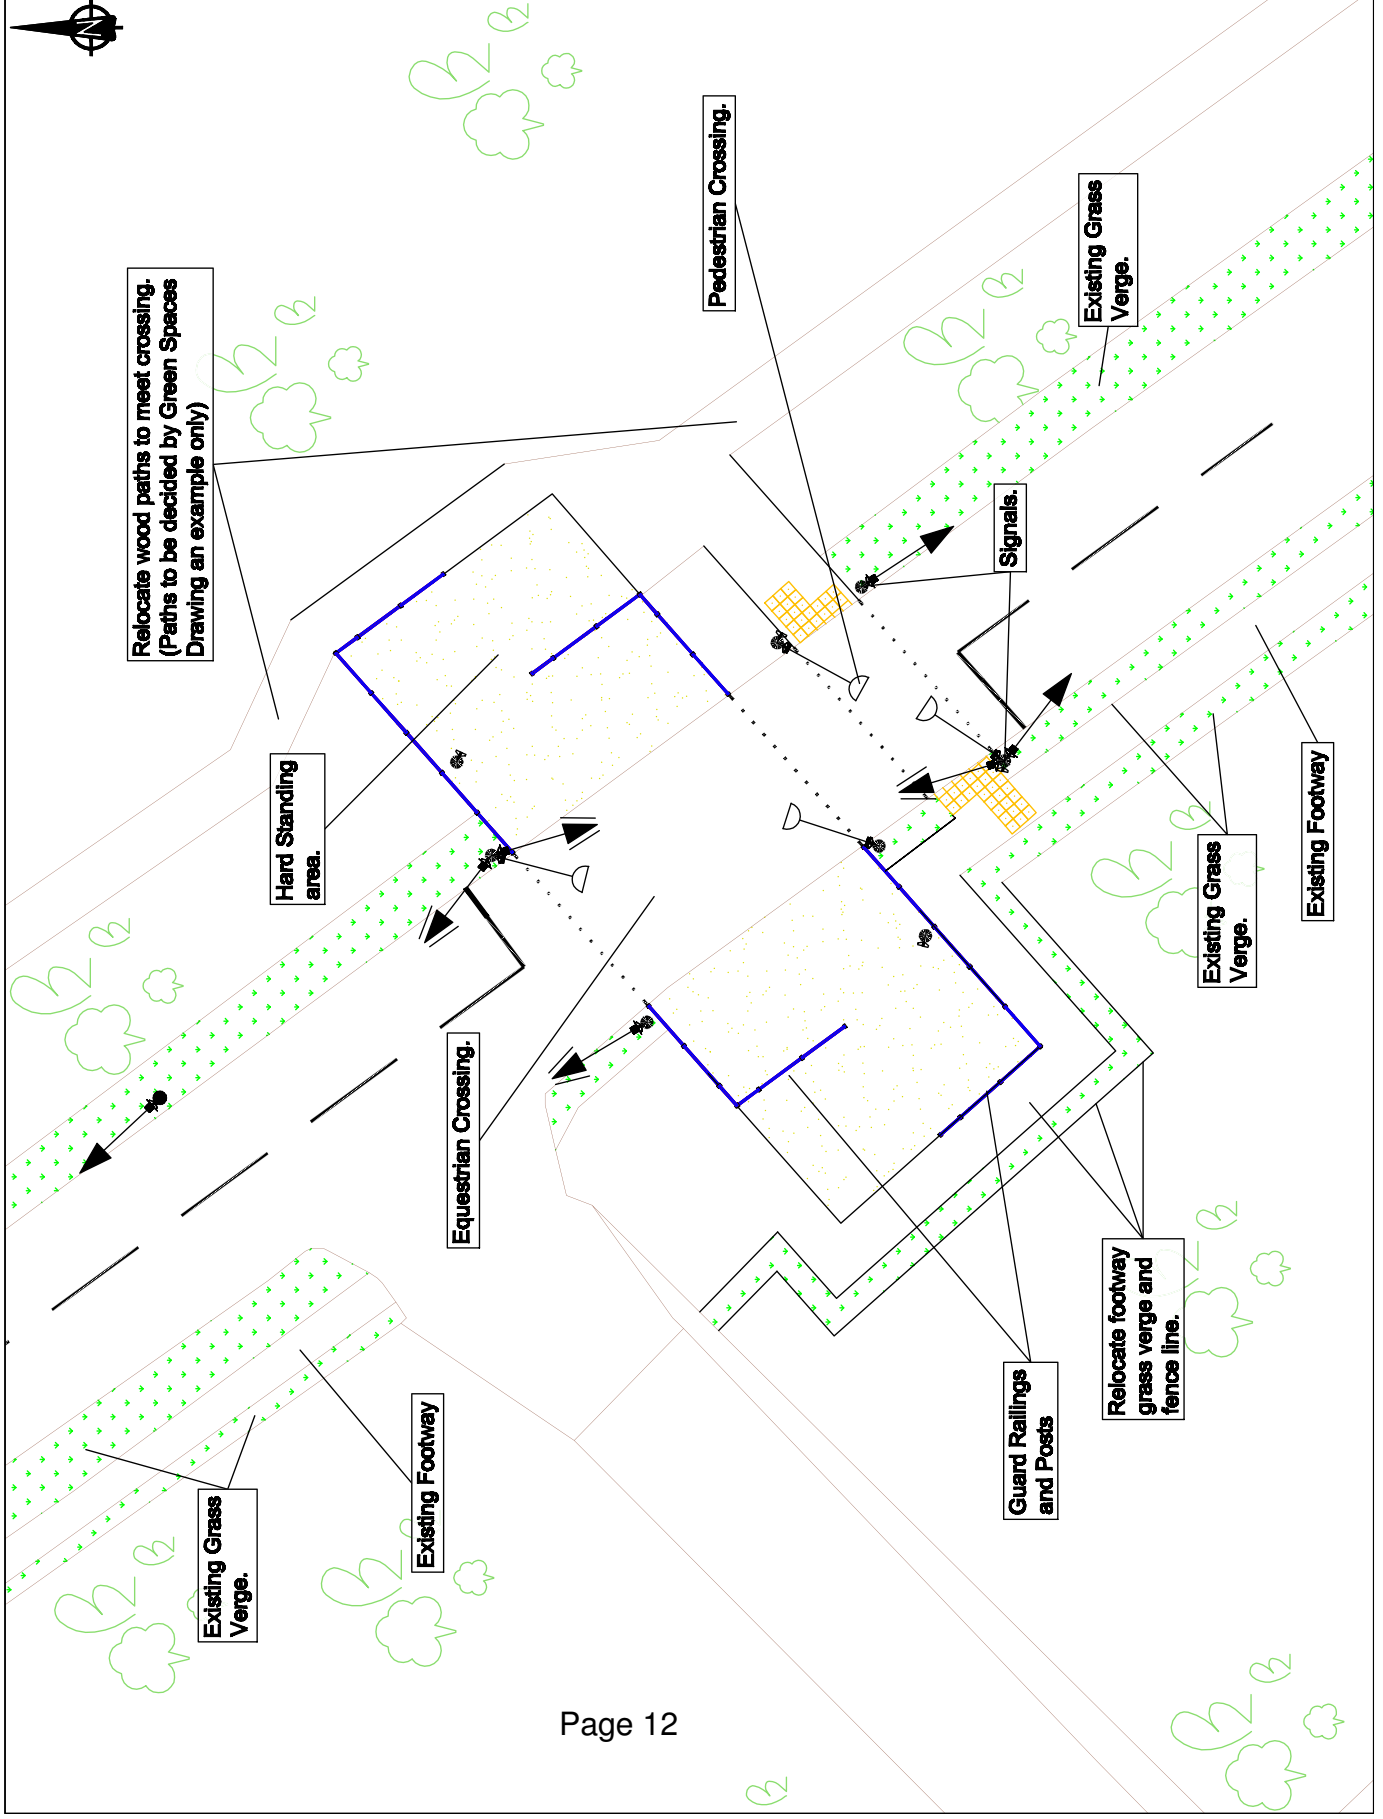 N
Relocate wood paths to meet crossing.
(Paths to be decided by Green Spaces
Drawing an example only)
Pedestrian Crossing.
Existing Grass
Verge.
Signals.
Hard Standing
area.
Equestrian Crossing.
Existing Footway
Existing Grass
Verge.
Relocate footway
grass verge and
fence line.
Guard Railings
and Posts
Existing Footway
Existing Grass
Verge.
Page 12